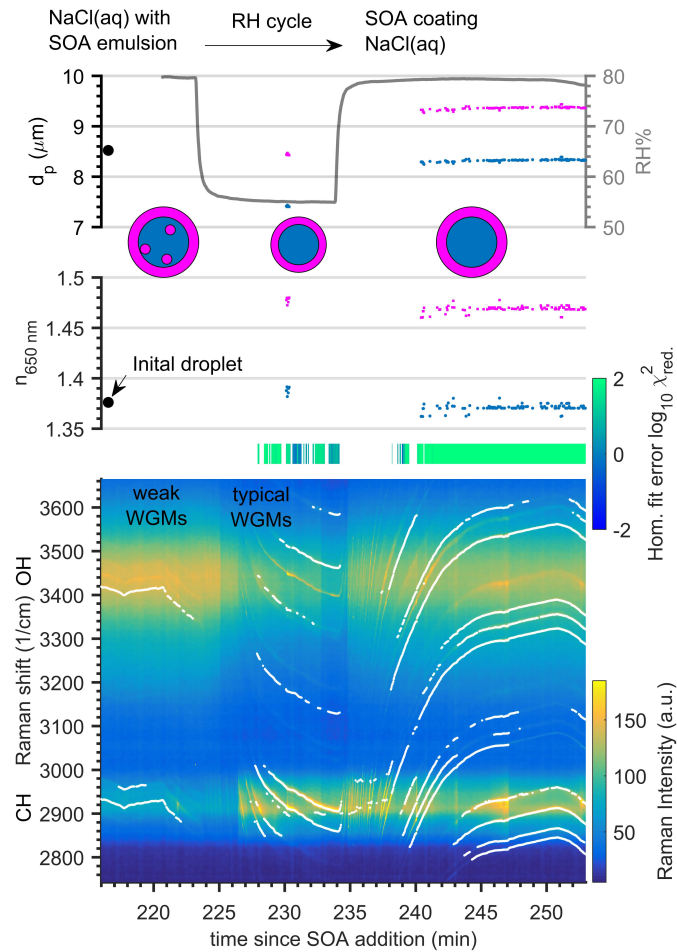 NaCl(aq) with
SOA emulsion
RH cycle
SOA coating
NaCl(aq)
10
9
8
7
d_p (μm)
80
70
60
50
RH%
1.5
1.45
1.4
1.35
n_650 nm
Inital droplet
2
0
-2
Hom. fit error log_10 χ^2_red.
weak
WGMs
typical
WGMs
3600
3500
3400
3300
3200
3100
3000
2900
2800
CH Raman shift (1/cm) OH
150
100
50
Raman Intensity (a.u.)
220 225 230 235 240 245 250
time since SOA addition (min)